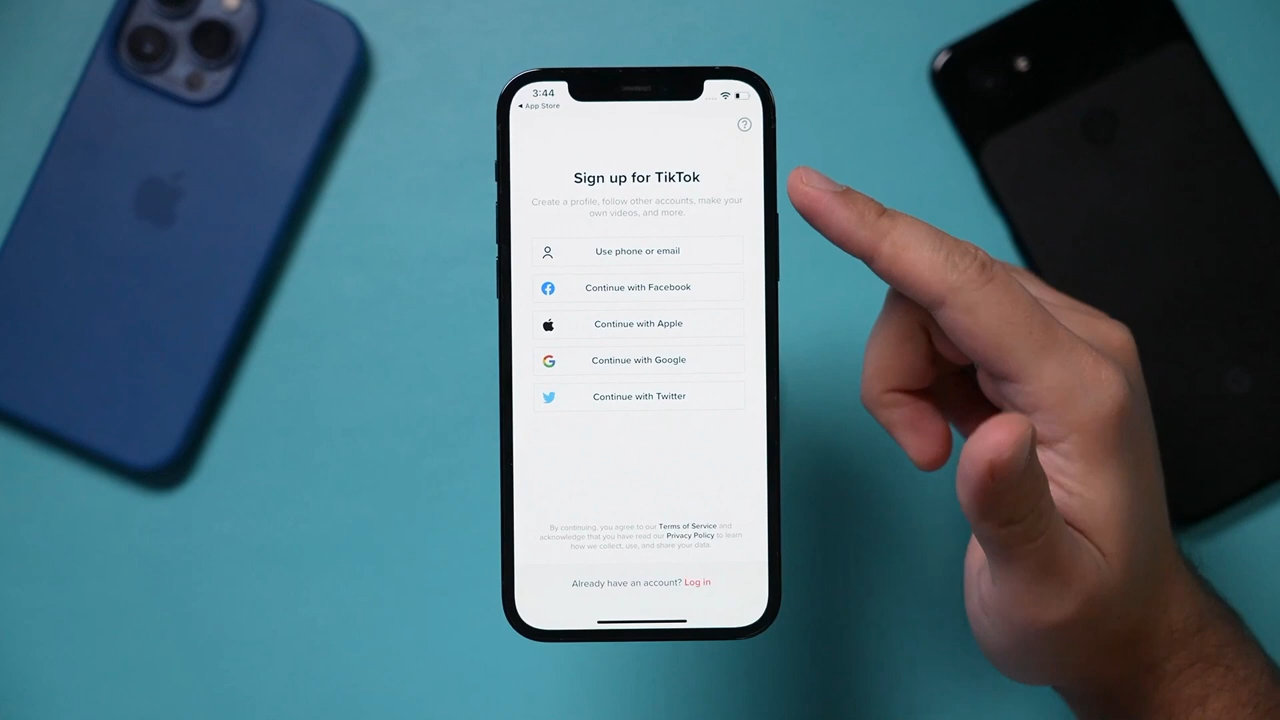 3:44
◀ App Store
Sign up for TikTok
Create a profile, follow other accounts, make your
own videos, and more.
Use phone or email
Continue with Facebook
Continue with Apple
Continue with Google
Continue with Twitter
By continuing, you agree to our Terms of Service and
acknowledge that you have read our Privacy Policy to learn
how we collect, use, and share your data.
Already have an account? Log in